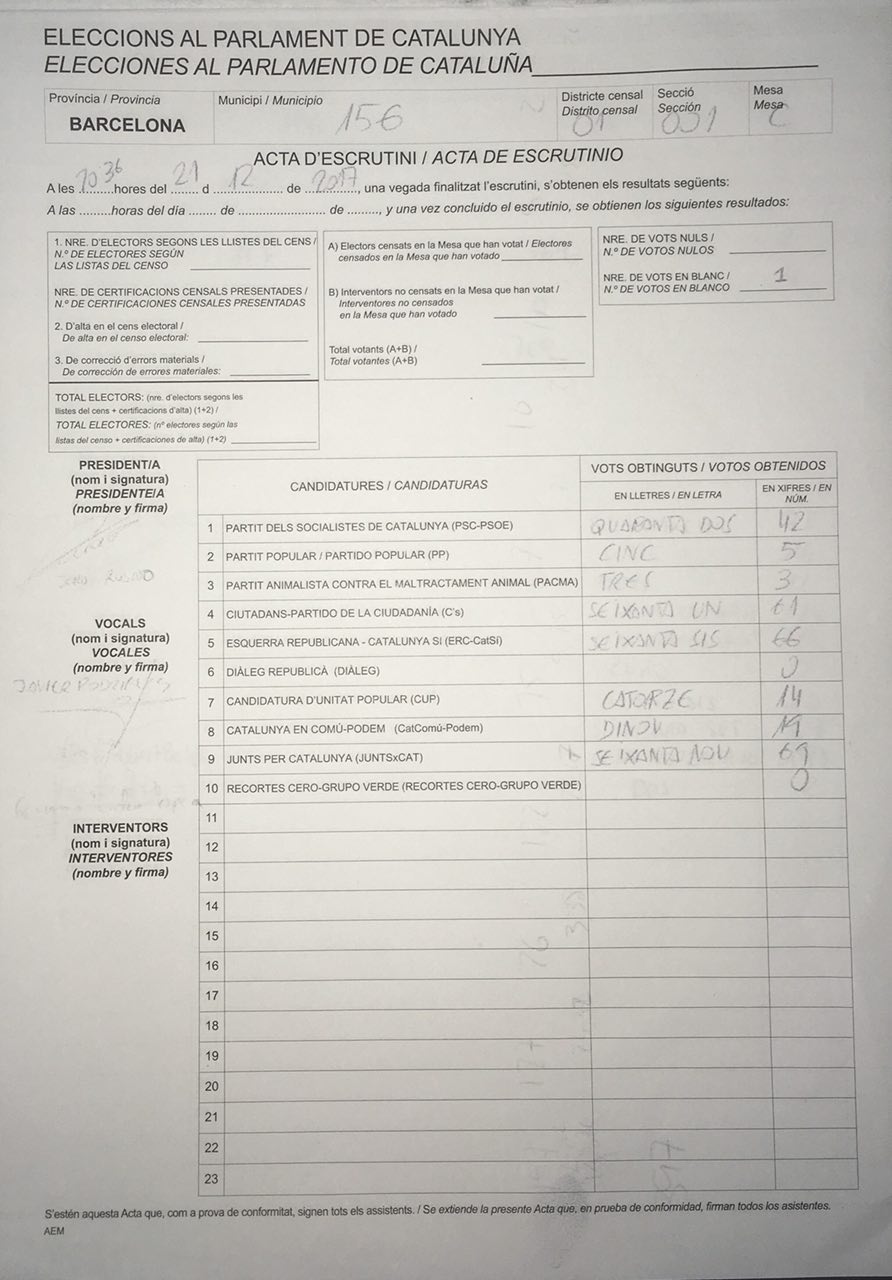 ELECCIONS AL PARLAMENT DE CATALUNYA
ELECCIONES AL PARLAMENTO DE CATALUÑA
Província / Provincia
BARCELONA
Municipi / Municipio
156
Districte censal
Distrito censal
01
Secció
Sección
051
Mesa
Mesa
C
ACTA D'ESCRUTINI / ACTA DE ESCRUTINIO
A les 20 36 hores del 21 d 12 de 2017, una vegada finalitzat l'escrutini, s'obtenen els resultats següents:
A las .........horas del día ....... de ...................... de ........, y una vez concluido el escrutinio, se obtienen los siguientes resultados:
1. NRE. D'ELECTORS SEGONS LES LLISTES DEL CENS /
N.º DE ELECTORES SEGÚN
LAS LISTAS DEL CENSO
NRE. DE CERTIFICACIONS CENSALS PRESENTADES /
N.º DE CERTIFICACIONES CENSALES PRESENTADAS
2. D'alta en el cens electoral /
De alta en el censo electoral:
3. De correcció d'errors materials /
De corrección de errores materiales:
TOTAL ELECTORS: (nre. d'electors segons les
llistes del cens + certificacions d'alta) (1+2) /
TOTAL ELECTORES: (nº electores según las
listas del censo + certificaciones de alta) (1+2)
A) Electors censats en la Mesa que han votat / Electores
censados en la Mesa que han votado
B) Interventors no censats en la Mesa que han votat /
Interventores no censados
en la Mesa que han votado
Total votants (A+B) /
Total votantes (A+B)
NRE. DE VOTS NULS /
N.º DE VOTOS NULOS
NRE. DE VOTS EN BLANC /
N.º DE VOTOS EN BLANCO
1
PRESIDENT/A
(nom i signatura)
PRESIDENTE/A
(nombre y firma)
VOCALS
(nom i signatura)
VOCALES
(nombre y firma)
JAVIER
INTERVENTORS
(nom i signatura)
INTERVENTORES
(nombre y firma)
CANDIDATURES / CANDIDATURAS
VOTS OBTINGUTS / VOTOS OBTENIDOS
EN LLETRES / EN LETRA
EN XIFRES / EN NÚM.
1 PARTIT DELS SOCIALISTES DE CATALUNYA (PSC-PSOE) QUARANTA DOS 42
2 PARTIT POPULAR / PARTIDO POPULAR (PP) CINC 5
3 PARTIT ANIMALISTA CONTRA EL MALTRACTAMENT ANIMAL (PACMA) TRES 3
4 CIUTADANS-PARTIDO DE LA CIUDADANÍA (C's) SEIXANTA UN 61
5 ESQUERRA REPUBLICANA - CATALUNYA SI (ERC-CatSí) SEIXANTA SIS 66
6 DIÀLEG REPUBLICÀ (DIÀLEG) 0
7 CANDIDATURA D'UNITAT POPULAR (CUP) CATORZE 14
8 CATALUNYA EN COMÚ-PODEM (CatComú-Podem) DINOU 19
9 JUNTS PER CATALUNYA (JUNTSxCAT) SEIXANTA NOU 69
10 RECORTES CERO-GRUPO VERDE (RECORTES CERO-GRUPO VERDE) 0
11
12
13
14
15
16
17
18
19
20
21
22
23
S'estén aquesta Acta que, com a prova de conformitat, signen tots els assistents. / Se extiende la presente Acta que, en prueba de conformidad, firman todos los asistentes.
AEM